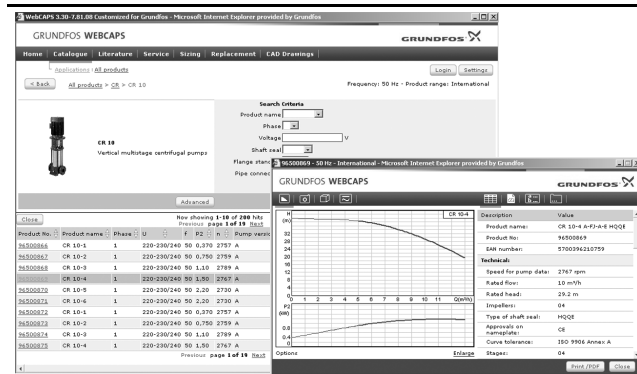 WebCAPS 3.30-7.81.08 Customized for Grundfos - Microsoft Internet Explorer provided by Grundfos
GRUNDFOS WEBCAPS
GRUNDFOS
Home Catalogue Literature Service Sizing Replacement CAD Drawings
Applications All products
Login Settings
< Back All products > CR > CR 10
Frequency: 50 Hz - Product range: International
Search Criteria
Product name
Phase
Voltage V
Shaft seal
Flange stand
Pipe connec
CR 10
Vertical multistage centrifugal pumps
Advanced
Close
Now showing 1-10 of 200 hits
Previous page 1 of 19 Next
Product No. Product name Phase U f P2 n Pump versio
96500866 CR 10-1 1 220-230/240 50 0,370 2757 A
96500867 CR 10-2 1 220-230/240 50 0,750 2759 A
96500868 CR 10-3 1 220-230/240 50 1,10 2789 A
CR 10-4 1 220-230/240 50 1,50 2767 A
96500870 CR 10-5 1 220-230/240 50 2,20 2730 A
96500871 CR 10-6 1 220-230/240 50 2,20 2730 A
96500872 CR 10-1 1 220-230/240 50 0,370 2757 A
96500873 CR 10-2 1 220-230/240 50 0,750 2759 A
96500874 CR 10-3 1 220-230/240 50 1,10 2789 A
96500875 CR 10-4 1 220-230/240 50 1,50 2767 A
Previous page 1 of 19 Next
96500869 - 50 Hz - International - Microsoft Internet Explorer provided by Grundfos
GRUNDFOS WEBCAPS
GRUNDFOS
H
(m)
CR 10-4
32
28
24
20
16
12
8
4
0
0 1 2 3 4 5 6 7 8 9 10 11 Q(m³/h)
P2
(kW)
0.8
0.4
0
Options
Enlarge
Description Value
Product name: CR 10-4 A-FJ-A-E HQQE
Product No: 96500869
EAN number: 5700396210759
Technical:
Speed for pump data: 2767 rpm
Rated flow: 10 m³/h
Rated head: 29.2 m
Impellers: 04
Type of shaft seal: HQQE
Approvals on nameplate: CE
Curve tolerance: ISO 9906 Annex A
Stages: 04
Print /PDF Close